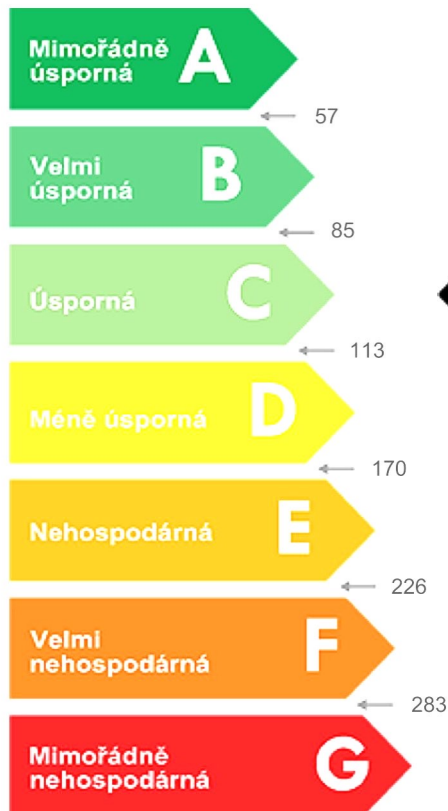 Mimořádně
úsporná
A
57
Velmi
úsporná
B
85
Úsporná
C
113
Méně úsporná
D
170
Nehospodárná
E
226
Velmi
nehospodárná
F
283
Mimořádně
nehospodárná
G